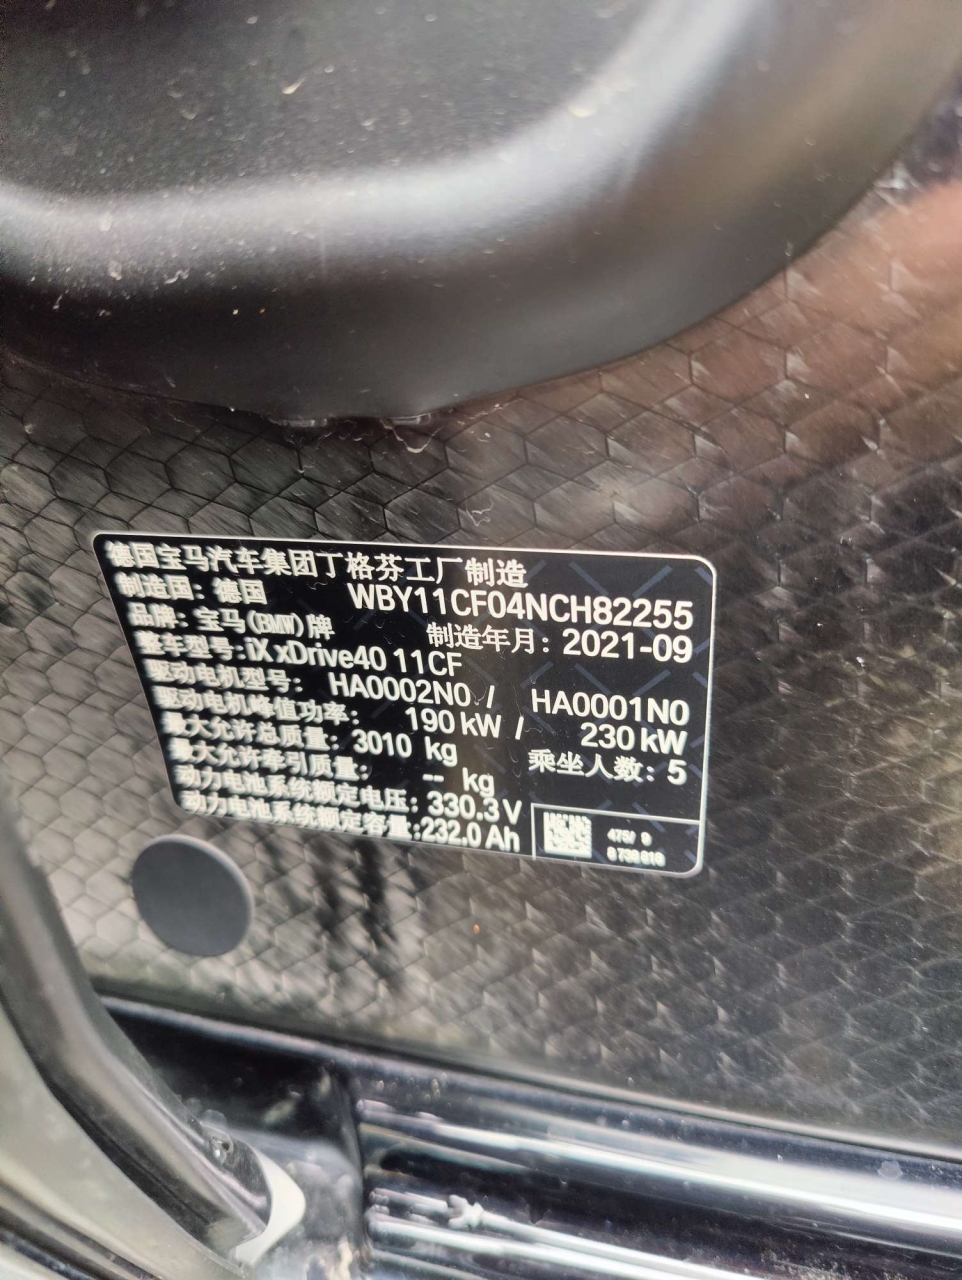 德国宝马汽车集团丁格芬工厂制造
制造国：德国 WBY11CF04NCH82255
品牌：宝马(BMW)牌 制造年月：2021-09
整车型号：iX xDrive40 11CF
驱动电机型号： HA0002N0 / HA0001N0
驱动电机峰值功率： 190 kW / 230 kW
最大允许总质量：3010 kg 乘坐人数：5
最大允许牵引质量： -- kg
动力电池系统额定电压：330.3 V
动力电池系统额定容量：232.0 Ah